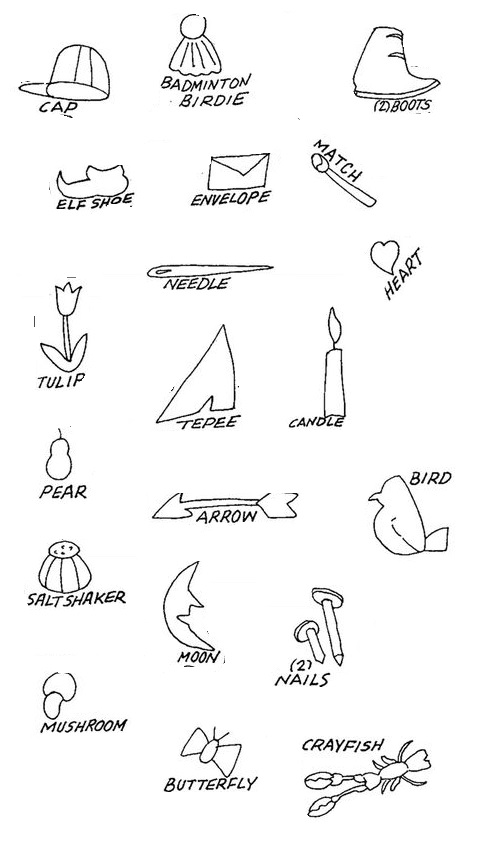 CAP
BADMINTON
BIRDIE
(2) BOOTS
ELF SHOE
ENVELOPE
MATCH
NEEDLE
HEART
TULIP
TEPEE
CANDLE
PEAR
ARROW
BIRD
SALT SHAKER
MOON
(2)
NAILS
MUSHROOM
BUTTERFLY
CRAYFISH